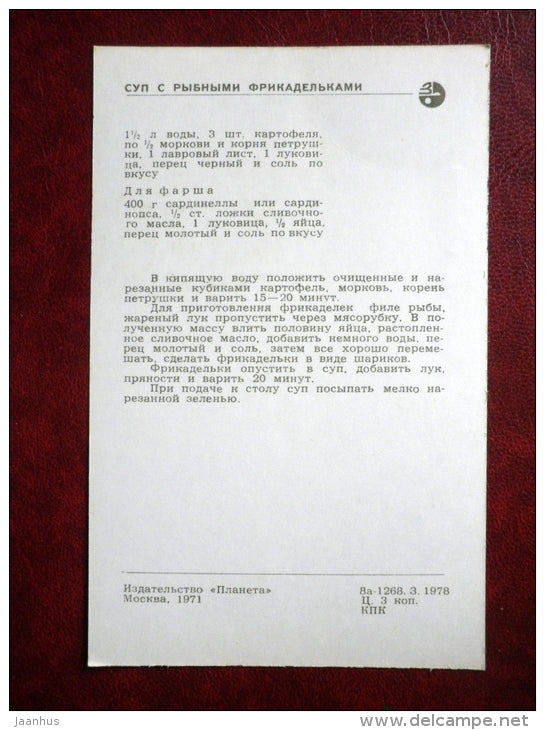 СУП С РЫБНЫМИ ФРИКАДЕЛЬКАМИ
1½ л воды, 3 шт. картофеля,
по ½ моркови и корня петруш-
ки, 1 лавровый лист, 1 лукови-
ца, перец черный и соль по
вкусу
Для фарша
400 г сардинеллы или сарди-
нопса, ½ ст. ложки сливочно-
го масла, 1 луковица, ½ яйца,
перец молотый и соль по вкусу
В кипящую воду положить очищенные и на-
резанные кубиками картофель, морковь, корень
петрушки и варить 15—20 минут.
Для приготовления фрикаделек филе рыбы,
жареный лук пропустить через мясорубку. В по-
лученную массу влить половину яйца, растоплен-
ное сливочное масло, добавить немного воды, пе-
рец молотый и соль, затем все хорошо переме-
шать, сделать фрикадельки в виде шариков.
Фрикадельки опустить в суп, добавить лук,
пряности и варить 20 минут.
При подаче к столу суп посыпать мелко на-
резанной зеленью.
Издательство «Планета»
Москва, 1971
8а-1268. З. 1978
Ц. 3 коп.
КПК
jaanhus
www.delcampe.net